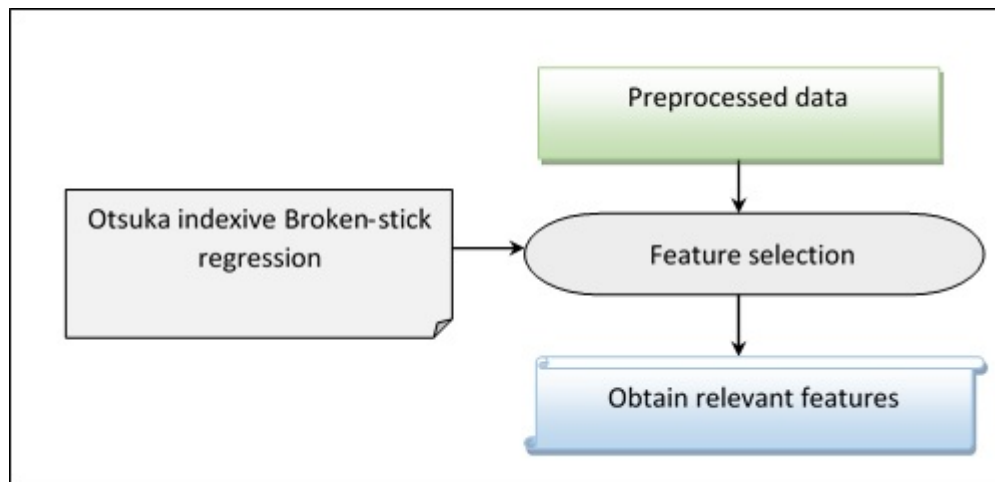 Preprocessed data
Otsuka indexive Broken-stick
regression
Feature selection
Obtain relevant features